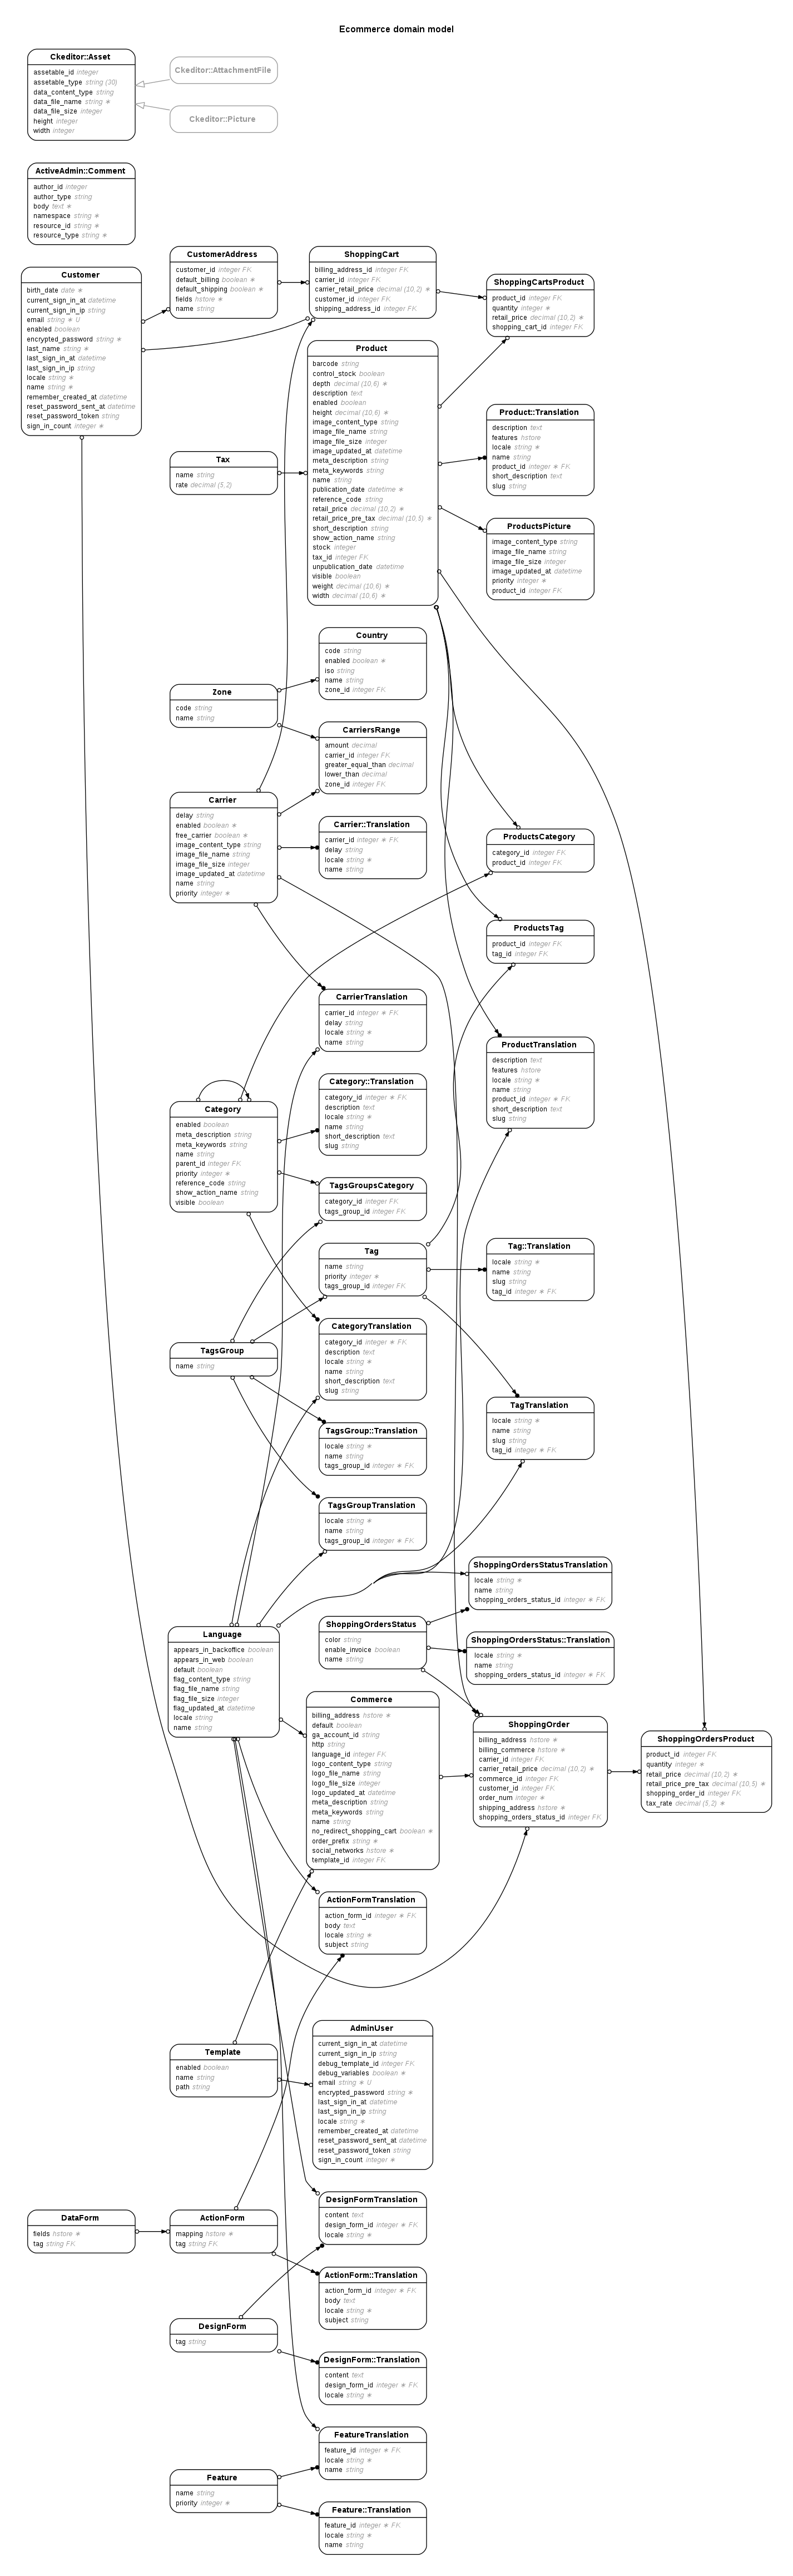 Ecommerce domain model
Ckeditor::Asset
assetable_id integer
assetable_type string (30)
data_content_type string
data_file_name string ∗
data_file_size integer
height integer
width integer
Ckeditor::AttachmentFile
Ckeditor::Picture
ActiveAdmin::Comment
author_id integer
author_type string
body text ∗
namespace string ∗
resource_id string ∗
resource_type string ∗
Customer
birth_date date ∗
current_sign_in_at datetime
current_sign_in_ip string
email string ∗ U
enabled boolean
encrypted_password string ∗
last_name string ∗
last_sign_in_at datetime
last_sign_in_ip string
locale string ∗
name string ∗
remember_created_at datetime
reset_password_sent_at datetime
reset_password_token string
sign_in_count integer ∗
CustomerAddress
customer_id integer FK
default_billing boolean ∗
default_shipping boolean ∗
fields hstore ∗
name string
ShoppingCart
billing_address_id integer FK
carrier_id integer FK
carrier_retail_price decimal (10,2) ∗
customer_id integer FK
shipping_address_id integer FK
ShoppingCartsProduct
product_id integer FK
quantity integer ∗
retail_price decimal (10,2) ∗
shopping_cart_id integer FK
Product
barcode string
control_stock boolean
depth decimal (10,6) ∗
description text
enabled boolean
height decimal (10,6) ∗
image_content_type string
image_file_name string
image_file_size integer
image_updated_at datetime
meta_description string
meta_keywords string
name string
publication_date datetime ∗
reference_code string
retail_price decimal (10,2) ∗
retail_price_pre_tax decimal (10,5) ∗
short_description string
show_action_name string
stock integer
tax_id integer FK
unpublication_date datetime
visible boolean
weight decimal (10,6) ∗
width decimal (10,6) ∗
Product::Translation
description text
features hstore
locale string ∗
name string
product_id integer ∗ FK
short_description text
slug string
Tax
name string
rate decimal (5,2)
ProductsPicture
image_content_type string
image_file_name string
image_file_size integer
image_updated_at datetime
priority integer ∗
product_id integer FK
Country
code string
enabled boolean ∗
iso string
name string
zone_id integer FK
Zone
code string
name string
CarriersRange
amount decimal
carrier_id integer FK
greater_equal_than decimal
lower_than decimal
zone_id integer FK
Carrier
delay string
enabled boolean ∗
free_carrier boolean ∗
image_content_type string
image_file_name string
image_file_size integer
image_updated_at datetime
name string
priority integer ∗
Carrier::Translation
carrier_id integer ∗ FK
delay string
locale string ∗
name string
ProductsCategory
category_id integer FK
product_id integer FK
ProductsTag
product_id integer FK
tag_id integer FK
CarrierTranslation
carrier_id integer ∗ FK
delay string
locale string ∗
name string
ProductTranslation
description text
features hstore
locale string ∗
name string
product_id integer ∗ FK
short_description text
slug string
Category
enabled boolean
meta_description string
meta_keywords string
name string
parent_id integer FK
priority integer ∗
reference_code string
show_action_name string
visible boolean
Category::Translation
category_id integer ∗ FK
description text
locale string ∗
name string
short_description text
slug string
TagsGroupsCategory
category_id integer FK
tags_group_id integer FK
Tag
name string
priority integer ∗
tags_group_id integer FK
Tag::Translation
locale string ∗
name string
slug string
tag_id integer ∗ FK
CategoryTranslation
category_id integer ∗ FK
description text
locale string ∗
name string
short_description text
slug string
TagsGroup
name string
TagTranslation
locale string ∗
name string
slug string
tag_id integer ∗ FK
TagsGroup::Translation
locale string ∗
name string
tags_group_id integer ∗ FK
TagsGroupTranslation
locale string ∗
name string
tags_group_id integer ∗ FK
ShoppingOrdersStatusTranslation
locale string ∗
name string
shopping_orders_status_id integer ∗ FK
ShoppingOrdersStatus
color string
enable_invoice boolean
name string
ShoppingOrdersStatus::Translation
locale string ∗
name string
shopping_orders_status_id integer ∗ FK
Language
appears_in_backoffice boolean
appears_in_web boolean
default boolean
flag_content_type string
flag_file_name string
flag_file_size integer
flag_updated_at datetime
locale string
name string
Commerce
billing_address hstore ∗
default boolean
ga_account_id string
http string
language_id integer FK
logo_content_type string
logo_file_name string
logo_file_size integer
logo_updated_at datetime
meta_description string
meta_keywords string
name string
no_redirect_shopping_cart boolean ∗
order_prefix string ∗
social_networks hstore ∗
template_id integer FK
ShoppingOrder
billing_address hstore ∗
billing_commerce hstore ∗
carrier_id integer FK
carrier_retail_price decimal (10,2) ∗
commerce_id integer FK
customer_id integer FK
order_num integer ∗
shipping_address hstore ∗
shopping_orders_status_id integer FK
ShoppingOrdersProduct
product_id integer FK
quantity integer ∗
retail_price decimal (10,2) ∗
retail_price_pre_tax decimal (10,5) ∗
shopping_order_id integer FK
tax_rate decimal (5,2) ∗
ActionFormTranslation
action_form_id integer ∗ FK
body text
locale string ∗
subject string
Template
enabled boolean
name string
path string
AdminUser
current_sign_in_at datetime
current_sign_in_ip string
debug_template_id integer FK
debug_variables boolean ∗
email string ∗ U
encrypted_password string ∗
last_sign_in_at datetime
last_sign_in_ip string
locale string ∗
remember_created_at datetime
reset_password_sent_at datetime
reset_password_token string
sign_in_count integer ∗
DataForm
fields hstore ∗
tag string FK
ActionForm
mapping hstore ∗
tag string FK
DesignFormTranslation
content text
design_form_id integer ∗ FK
locale string ∗
ActionForm::Translation
action_form_id integer ∗ FK
body text
locale string ∗
subject string
DesignForm
tag string
DesignForm::Translation
content text
design_form_id integer ∗ FK
locale string ∗
FeatureTranslation
feature_id integer ∗ FK
locale string ∗
name string
Feature
name string
priority integer ∗
Feature::Translation
feature_id integer ∗ FK
locale string ∗
name string